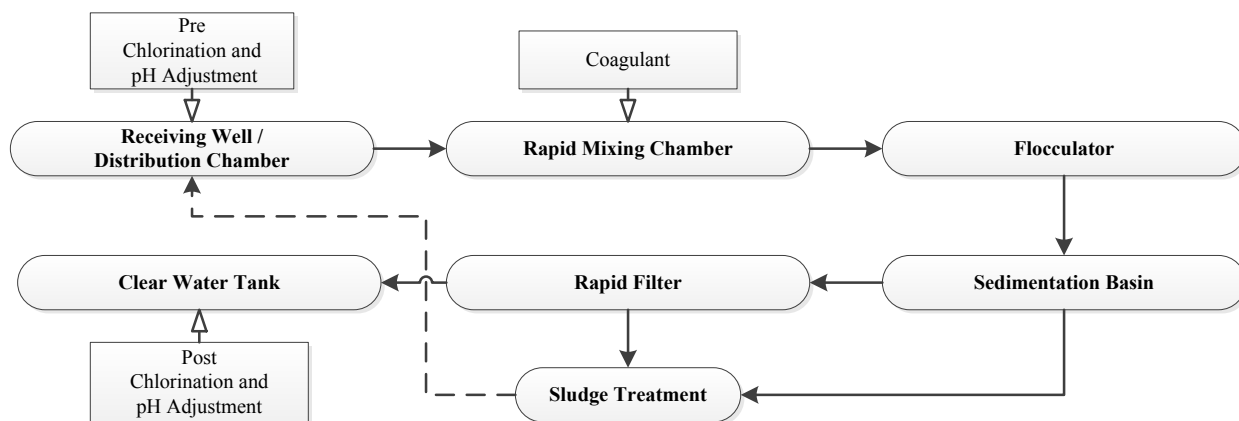 Pre
Chlorination and
pH Adjustment
Coagulant
Receiving Well /
Distribution Chamber
Rapid Mixing Chamber
Flocculator
Clear Water Tank
Rapid Filter
Sedimentation Basin
Post
Chlorination and
pH Adjustment
Sludge Treatment